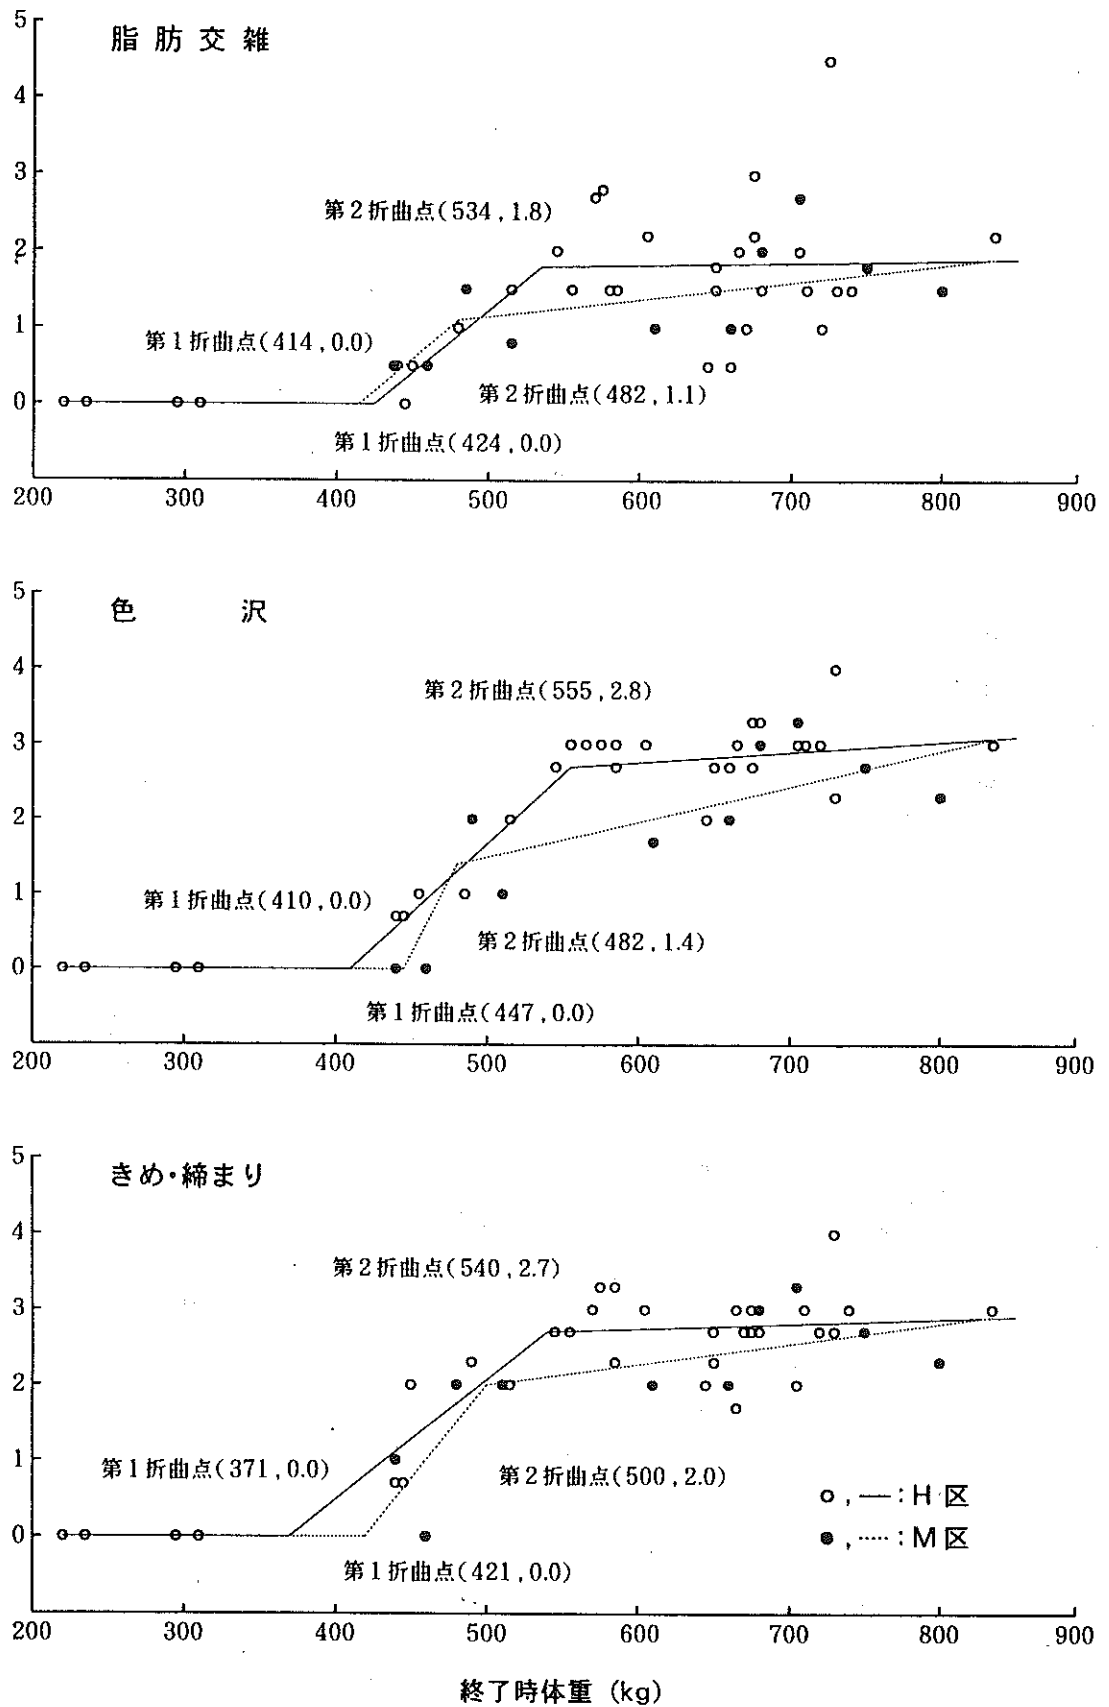 5
脂肪交雑
4
3
第2折曲点(534,1.8)
2
第1折曲点(414,0.0)
1
第2折曲点(482,1.1)
0
第1折曲点(424,0.0)
200 300 400 500 600 700 800 900
5
色 沢
4
第2折曲点(555,2.8)
3
2
第1折曲点(410,0.0)
1
第2折曲点(482,1.4)
0
第1折曲点(447,0.0)
200 300 400 500 600 700 800 900
5
きめ・締まり
4
第2折曲点(540,2.7)
3
2
第1折曲点(371,0.0)
1
第2折曲点(500,2.0)
○,—:H区
0
●,……:M区
第1折曲点(421,0.0)
200 300 400 500 600 700 800 900
終了時体重 (kg)